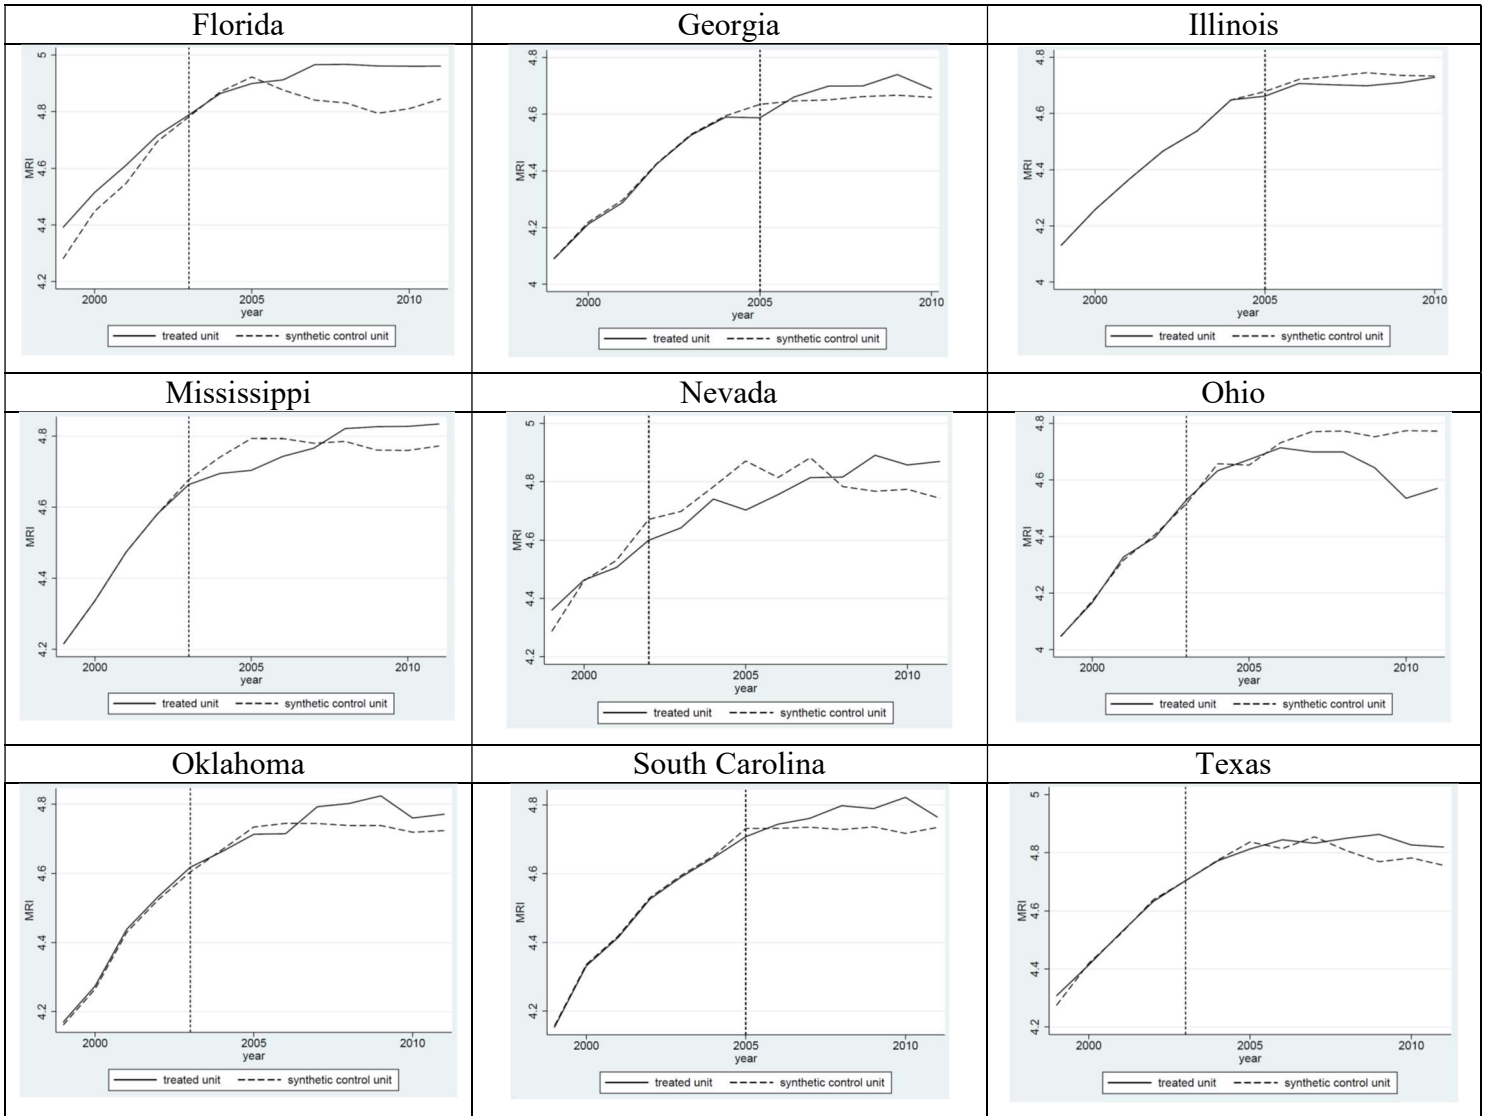 Florida
Georgia
Illinois
MRI
4.2
4.4
4.6
4.8
5
2000
2005
2010
year
treated unit
synthetic control unit
MRI
4
4.2
4.4
4.6
4.8
2000
2005
2010
year
treated unit
synthetic control unit
MRI
4
4.2
4.4
4.6
4.8
2000
2005
2010
year
treated unit
synthetic control unit
Mississippi
Nevada
Ohio
MRI
4.2
4.4
4.6
4.8
2000
2005
2010
year
treated unit
synthetic control unit
MRI
4.2
4.4
4.6
4.8
5
2000
2005
2010
year
treated unit
synthetic control unit
MRI
4
4.2
4.4
4.6
4.8
2000
2005
2010
year
treated unit
synthetic control unit
Oklahoma
South Carolina
Texas
MRI
4.2
4.4
4.6
4.8
2000
2005
2010
year
treated unit
synthetic control unit
MRI
4.2
4.4
4.6
4.8
2000
2005
2010
year
treated unit
synthetic control unit
MRI
4.2
4.4
4.6
4.8
5
2000
2005
2010
year
treated unit
synthetic control unit